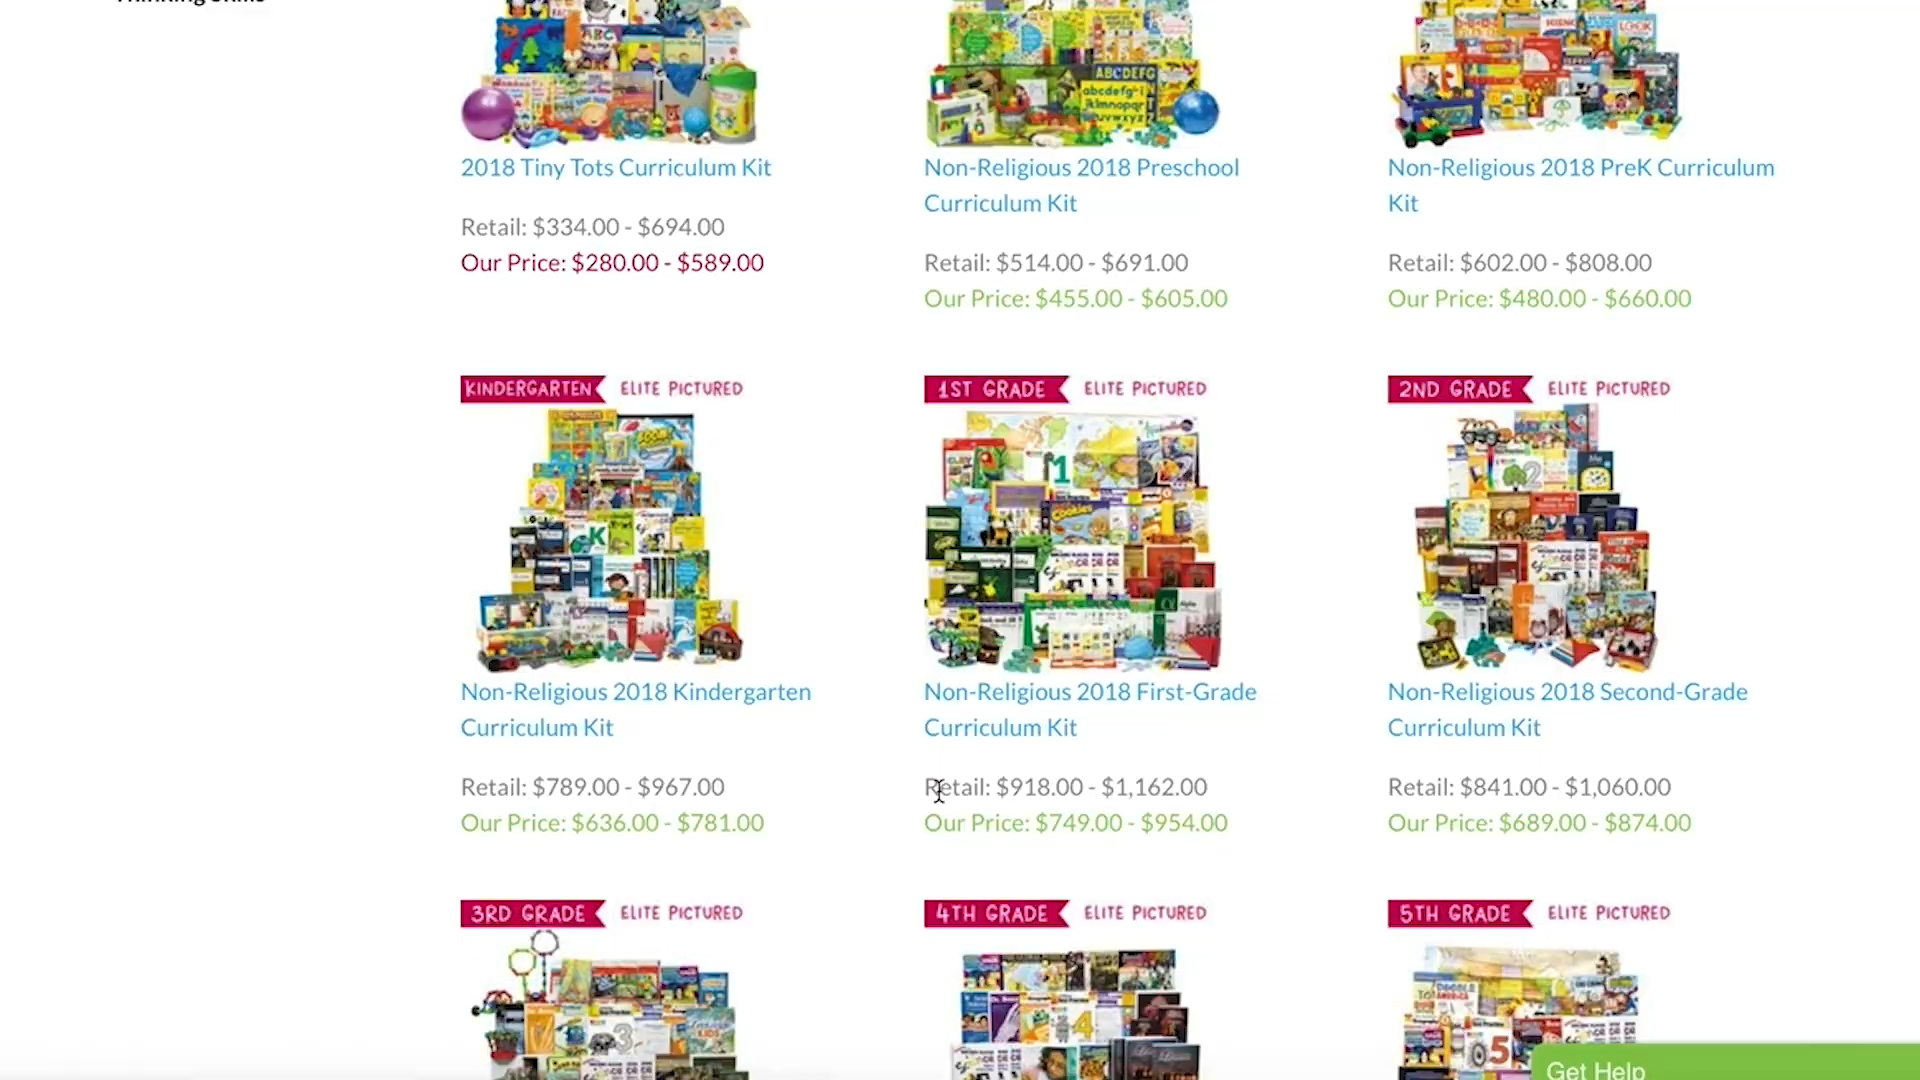 2018 Tiny Tots Curriculum Kit
Retail: $334.00 - $694.00
Our Price: $280.00 - $589.00
Non-Religious 2018 Preschool
Curriculum Kit
Retail: $514.00 - $691.00
Our Price: $455.00 - $605.00
Non-Religious 2018 PreK Curriculum
Kit
Retail: $602.00 - $808.00
Our Price: $480.00 - $660.00
KINDERGARTEN ELITE PICTURED
Non-Religious 2018 Kindergarten
Curriculum Kit
Retail: $789.00 - $967.00
Our Price: $636.00 - $781.00
1ST GRADE ELITE PICTURED
Non-Religious 2018 First-Grade
Curriculum Kit
Retail: $918.00 - $1,162.00
Our Price: $749.00 - $954.00
2ND GRADE ELITE PICTURED
Non-Religious 2018 Second-Grade
Curriculum Kit
Retail: $841.00 - $1,060.00
Our Price: $689.00 - $874.00
3RD GRADE ELITE PICTURED
4TH GRADE ELITE PICTURED
5TH GRADE ELITE PICTURED
Get Help